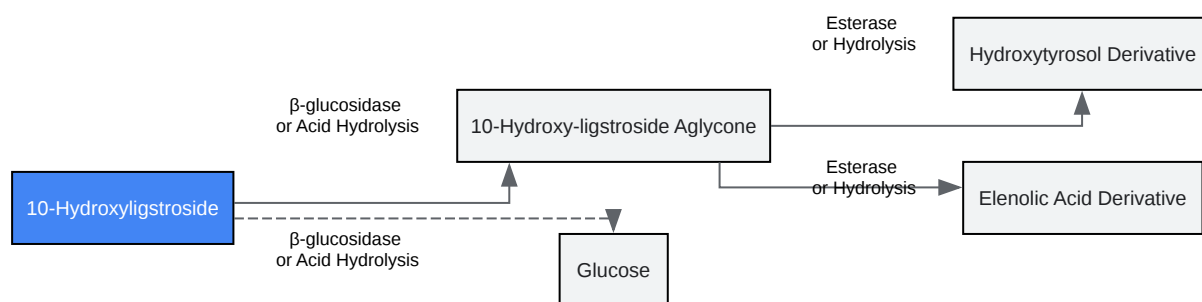 Esterase
or Hydrolysis
Hydroxytyrosol Derivative
β-glucosidase
or Acid Hydrolysis
10-Hydroxy-ligstroside Aglycone
Esterase
or Hydrolysis
Elenolic Acid Derivative
10-Hydroxyligstroside
β-glucosidase
or Acid Hydrolysis
Glucose